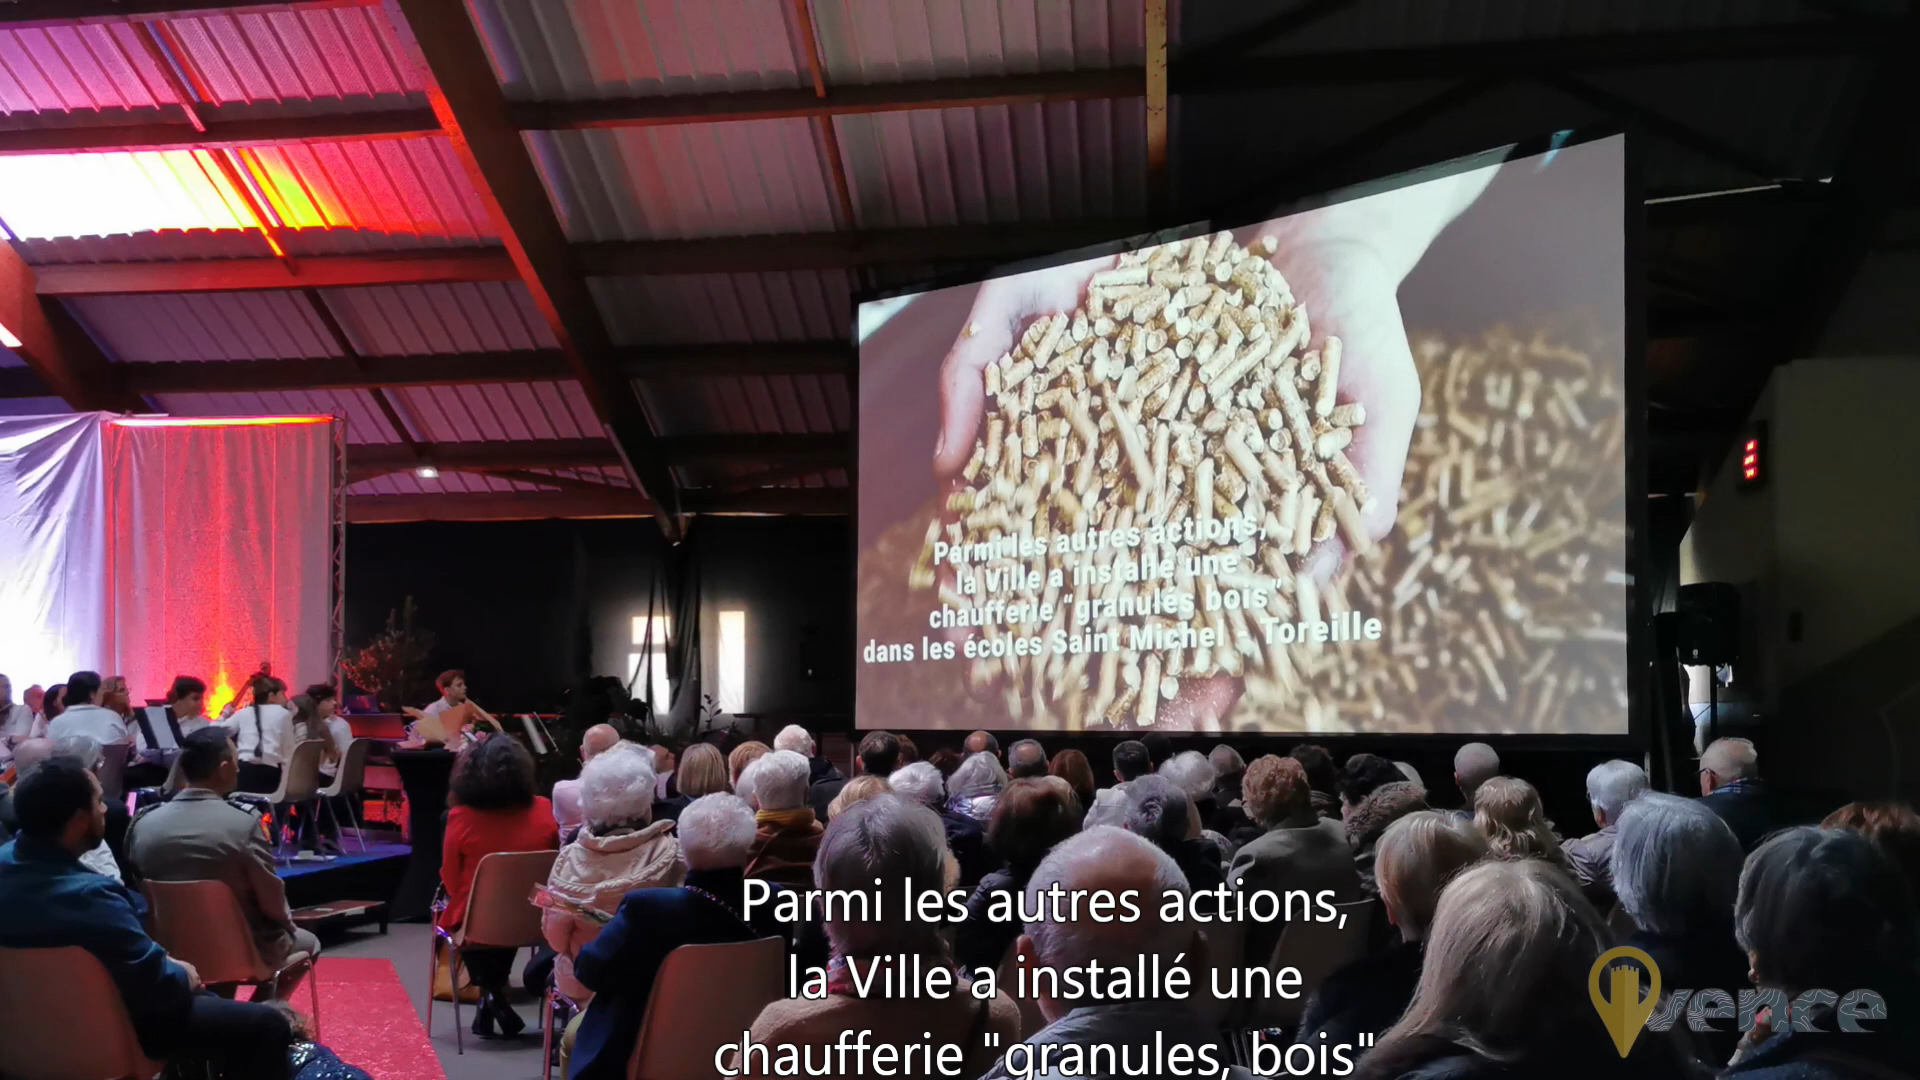 Parmi les autres actions,
la Ville a installé une
chaufferie “granulés bois”
dans les écoles Saint Michel - Toreille
Parmi les autres actions,
la Ville a installé une
chaufferie "granules, bois"
vence